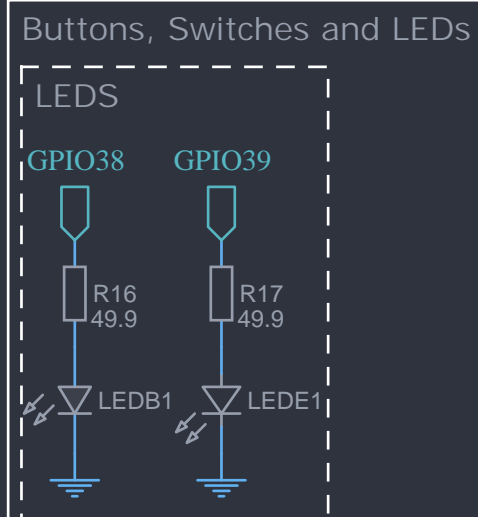 Buttons, Switches and LEDs
LEDS
GPIO38 GPIO39
R16 R17
49.9 49.9
LEDB1 LEDE1